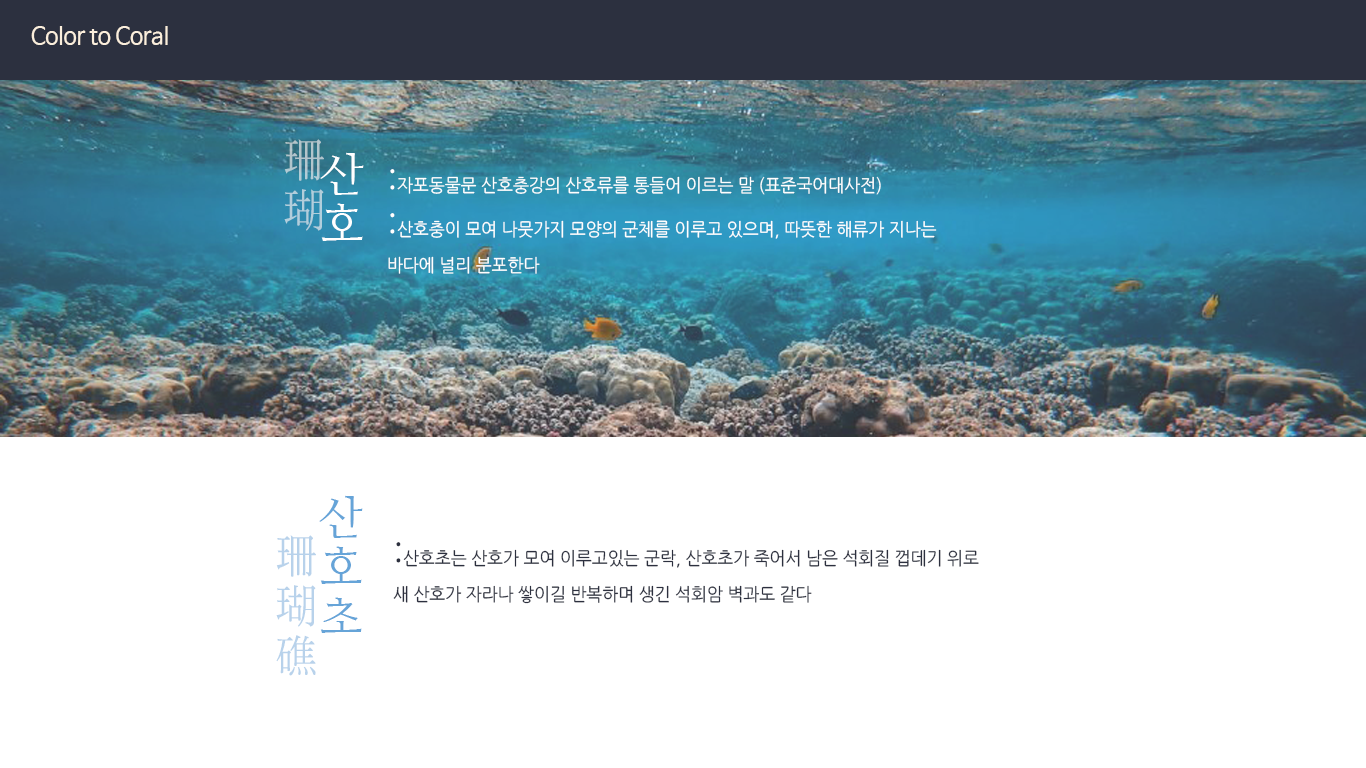 Color to Coral
산호
珊瑚
:자포동물문 산호충강의 산호류를 통들어 이르는 말 (표준국어대사전)
:산호충이 모여 나뭇가지 모양의 군체를 이루고 있으며, 따뜻한 해류가 지나는
바다에 널리 분포한다
산호초
珊瑚礁
:산호초는 산호가 모여 이루고있는 군락, 산호초가 죽어서 남은 석회질 껍데기 위로
새 산호가 자라나 쌓이길 반복하며 생긴 석회암 벽과도 같다